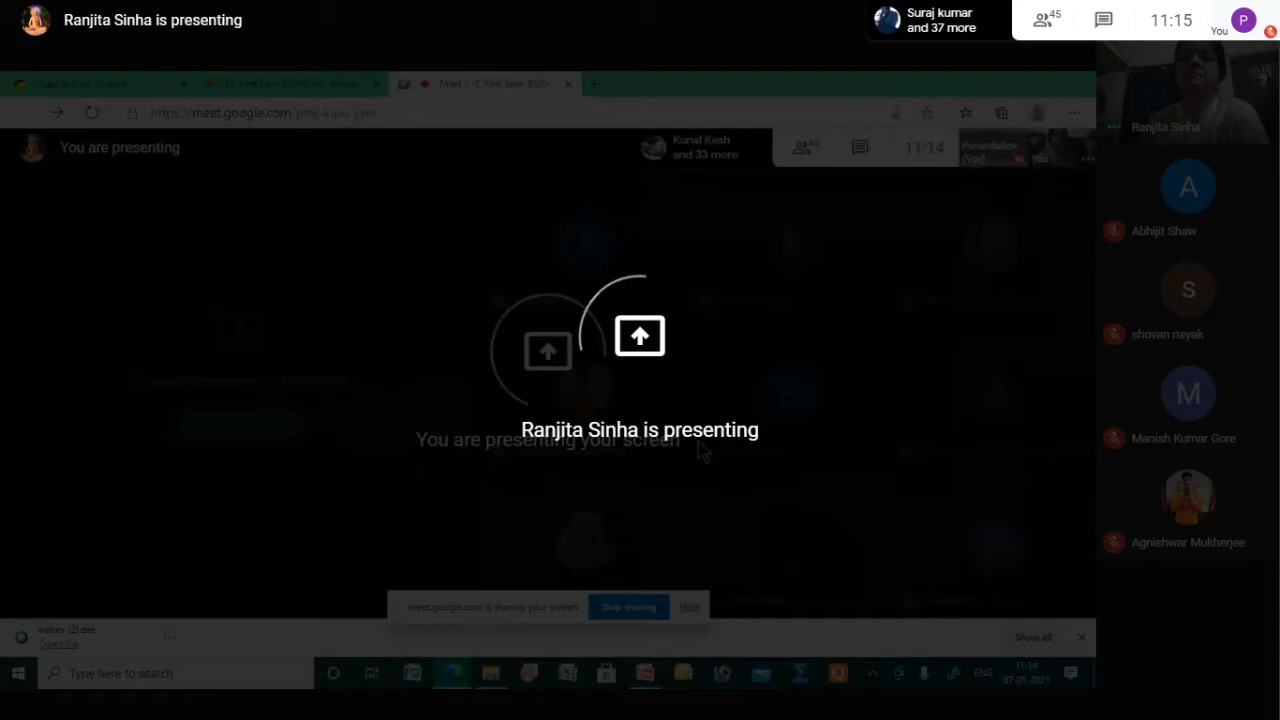 Ranjita Sinha is presenting
Suraj kumar
and 37 more
45
11:15
You
P
https://meet.google.com/
You are presenting
Kunal Kesh
and 33 more
11:14
Presentation
(You)
You
Ranjita Sinha
A
Abhijit Shaw
S
shovan nayak
M
Manish Kumar Gore
Agnishwar Mukherjee
Ranjita Sinha is presenting
You are presenting your screen
meet.google.com is sharing your screen
Stop sharing
Hide
webex (2).exe
Open file
Show all
Type here to search
ENG
11:14
07-01-2021